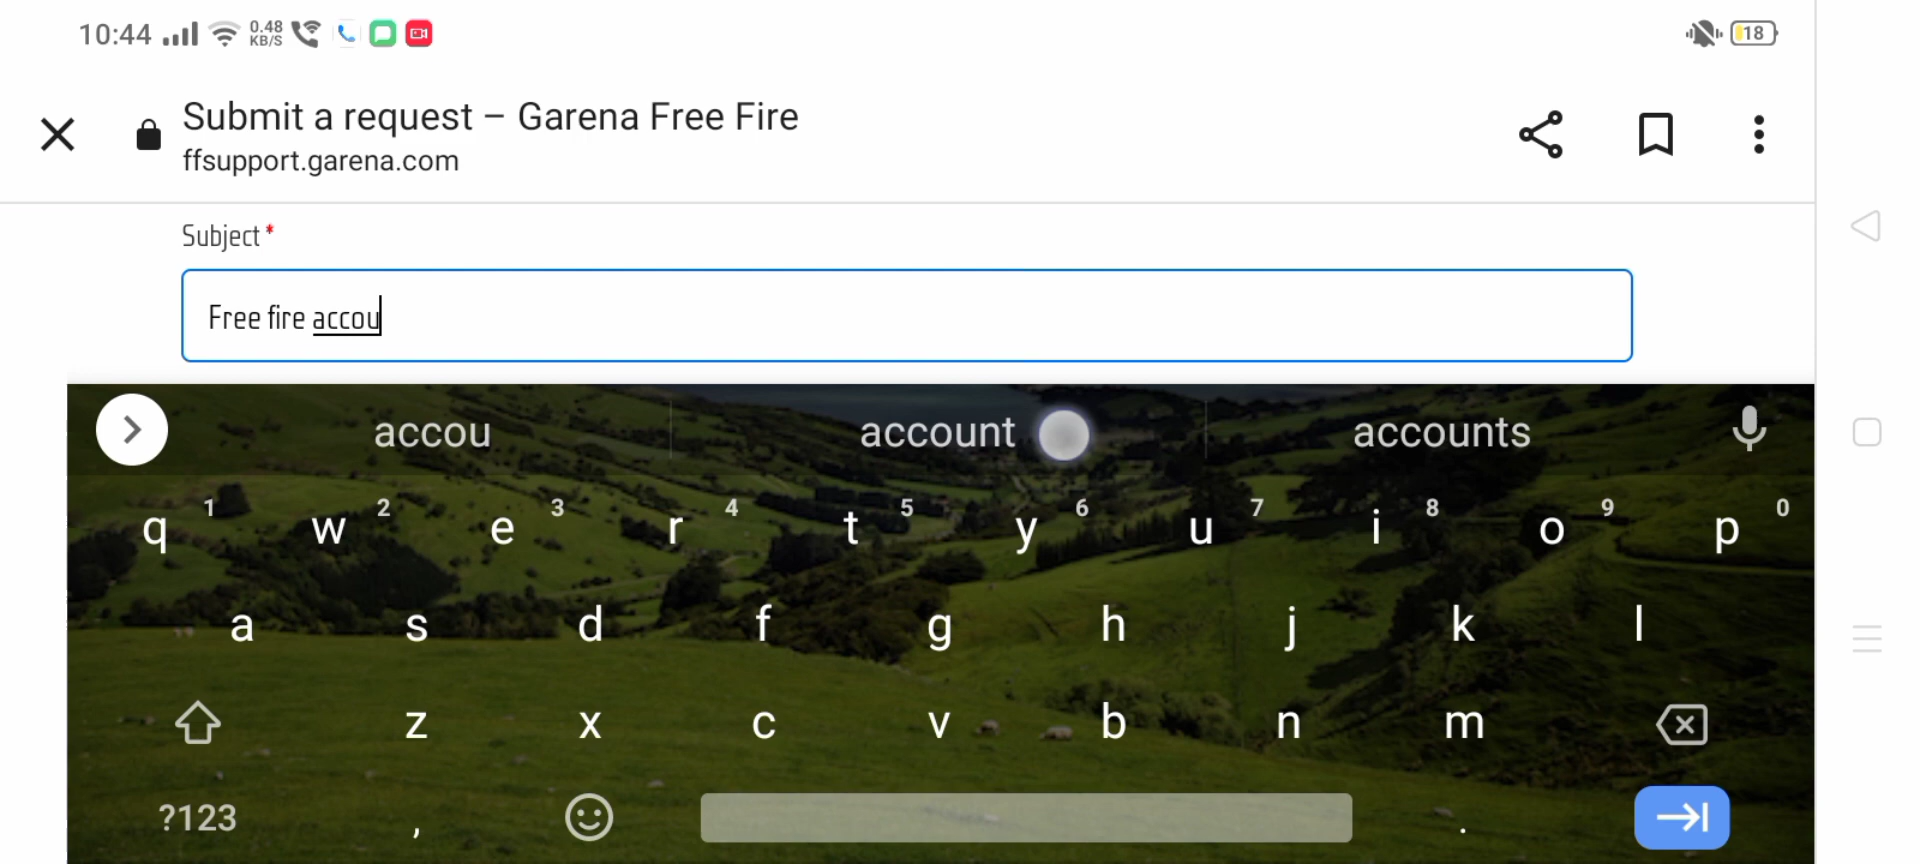 10:44 0.48 KB/S 18
Submit a request – Garena Free Fire
ffsupport.garena.com
Subject *
Free fire accou
accou account accounts
q 1 w 2 e 3 r 4 t 5 y 6 u 7 i 8 o 9 p 0
a s d f g h j k l
z x c v b n m
?123 , .